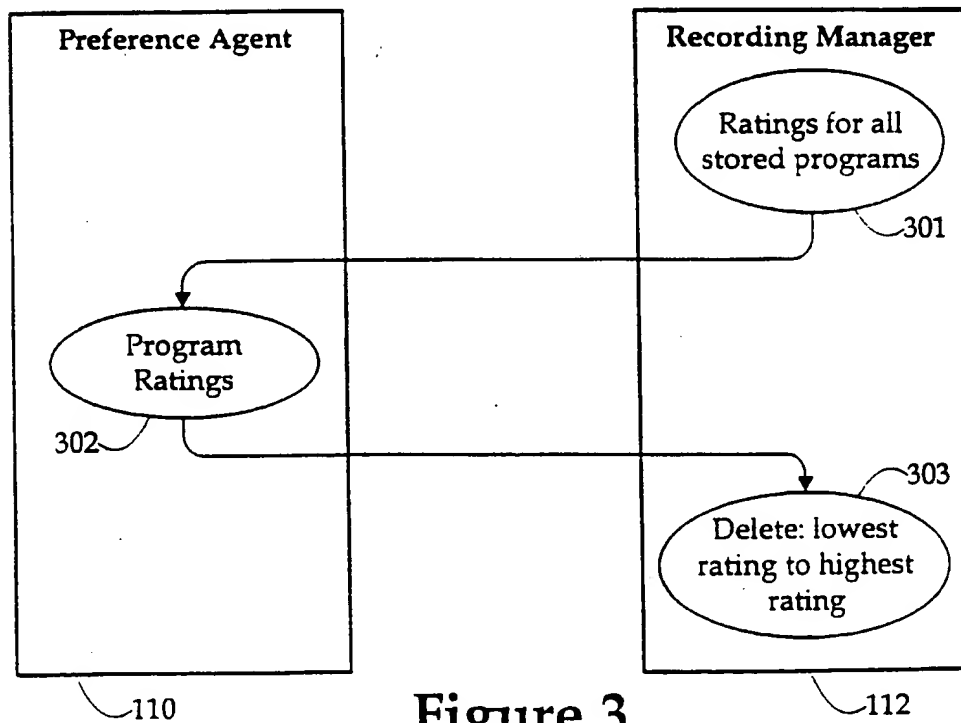 Preference Agent
Recording Manager
Ratings for all
stored programs
301
Program
Ratings
302
303
Delete: lowest
rating to highest
rating
110
112
Figure 3